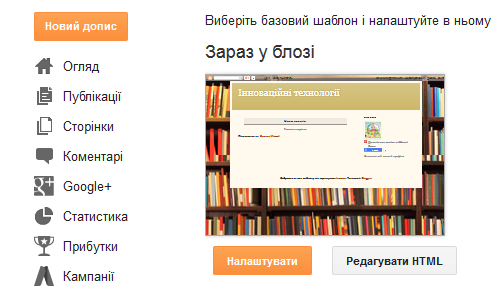 Новий допис
Огляд
Публікації
Сторінки
Коментарі
Google+
Статистика
Прибутки
Кампанії
Виберіть базовий шаблон і налаштуйте в ньому
Зараз у блозі
Інноваційні технології
Налаштувати
Редагувати HTML